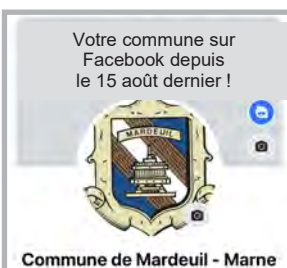 Votre commune sur
Facebook depuis
le 15 août dernier !
MARDEUIL
Commune de Mardeuil - Marne